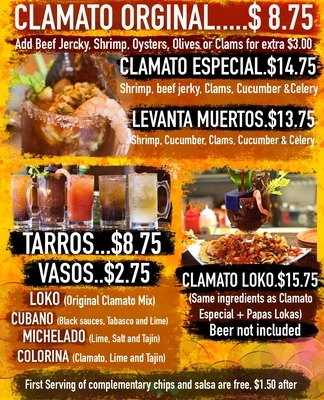 CLAMATO ORGINAL.....$ 8.75
Add Beef Jercky, Shrimp, Oysters, Olives or Clams for extra $3.00
CLAMATO ESPECIAL.$14.75
Shrimp, beef jerky, Clams, Cucumber &Celery
LEVANTA MUERTOS.$13.75
Shrimp, Cucumber, Clams, Cucumber & Celery
TARROS...$8.75
VASOS..$2.75
LOKO (Original Clamato Mix)
CUBANO (Black sauces, Tabasco and Lime)
MICHELADO (Lime, Salt and Tajín)
COLORINA (Clamato, Lime and Tajin)
CLAMATO LOKO.$15.75
(Same ingredients as Clamato
Especial + Papas Lokas)
Beer not included
First Serving of complementary chips and salsa are free, $1.50 after